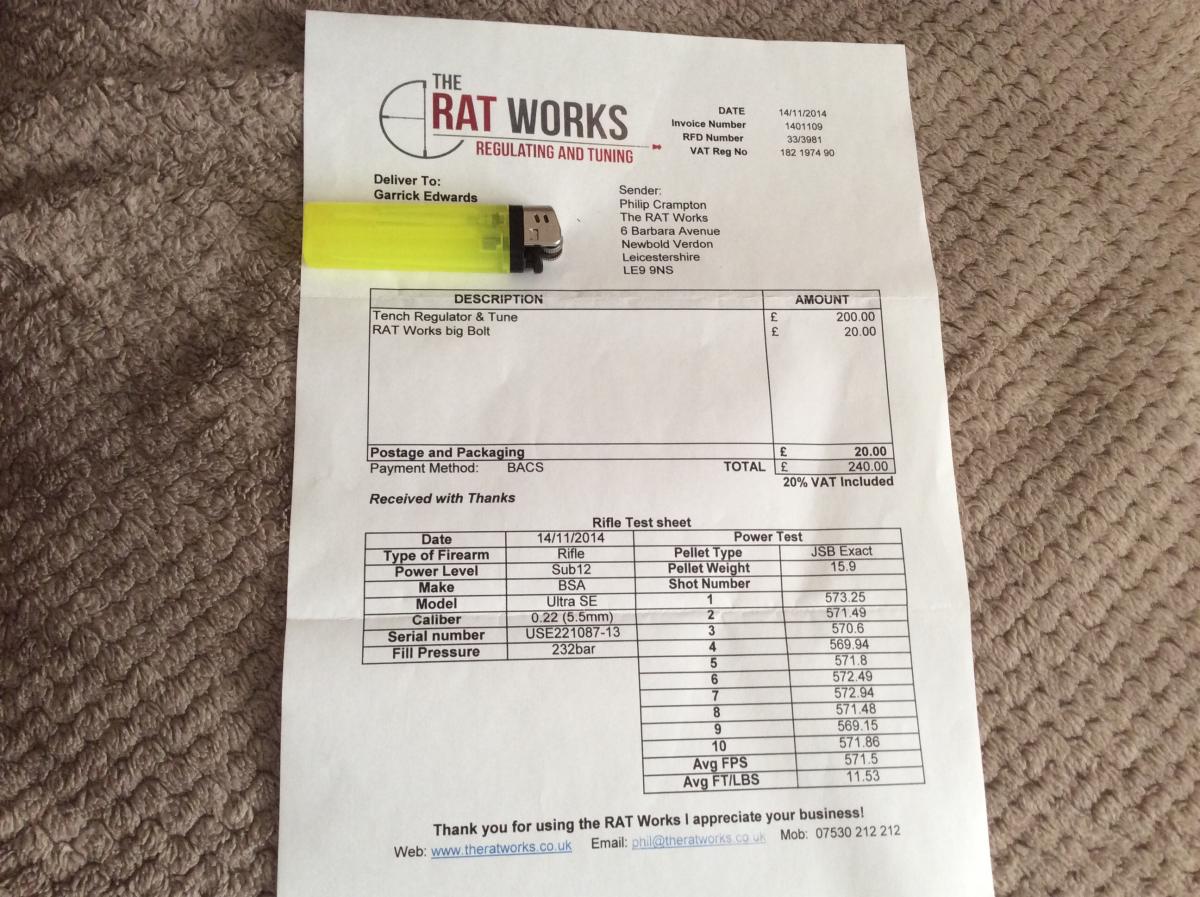 THE
RAT WORKS
REGULATING AND TUNING
DATE 14/11/2014
Invoice Number 1401109
RFD Number 33/3981
VAT Reg No 182 1974 90
Deliver To:
Garrick Edwards
Sender:
Philip Crampton
The RAT Works
6 Barbara Avenue
Newbold Verdon
Leicestershire
LE9 9NS
DESCRIPTION AMOUNT
Tench Regulator & Tune £ 200.00
RAT Works big Bolt £ 20.00
Postage and Packaging £ 20.00
Payment Method: BACS TOTAL £ 240.00
20% VAT Included
Received with Thanks
Rifle Test sheet
Date 14/11/2014 Power Test
Type of Firearm Rifle Pellet Type JSB Exact
Power Level Sub12 Pellet Weight 15.9
Make BSA Shot Number
Model Ultra SE 1 573.25
Caliber 0.22 (5.5mm) 2 571.49
Serial number USE221087-13 3 570.6
Fill Pressure 232bar 4 569.94
5 571.8
6 572.49
7 572.94
8 571.48
9 569.15
10 571.86
Avg FPS 571.5
Avg FT/LBS 11.53
Thank you for using the RAT Works I appreciate your business!
Web: www.theratworks.co.uk Email: phil@theratworks.co.uk Mob: 07530 212 212